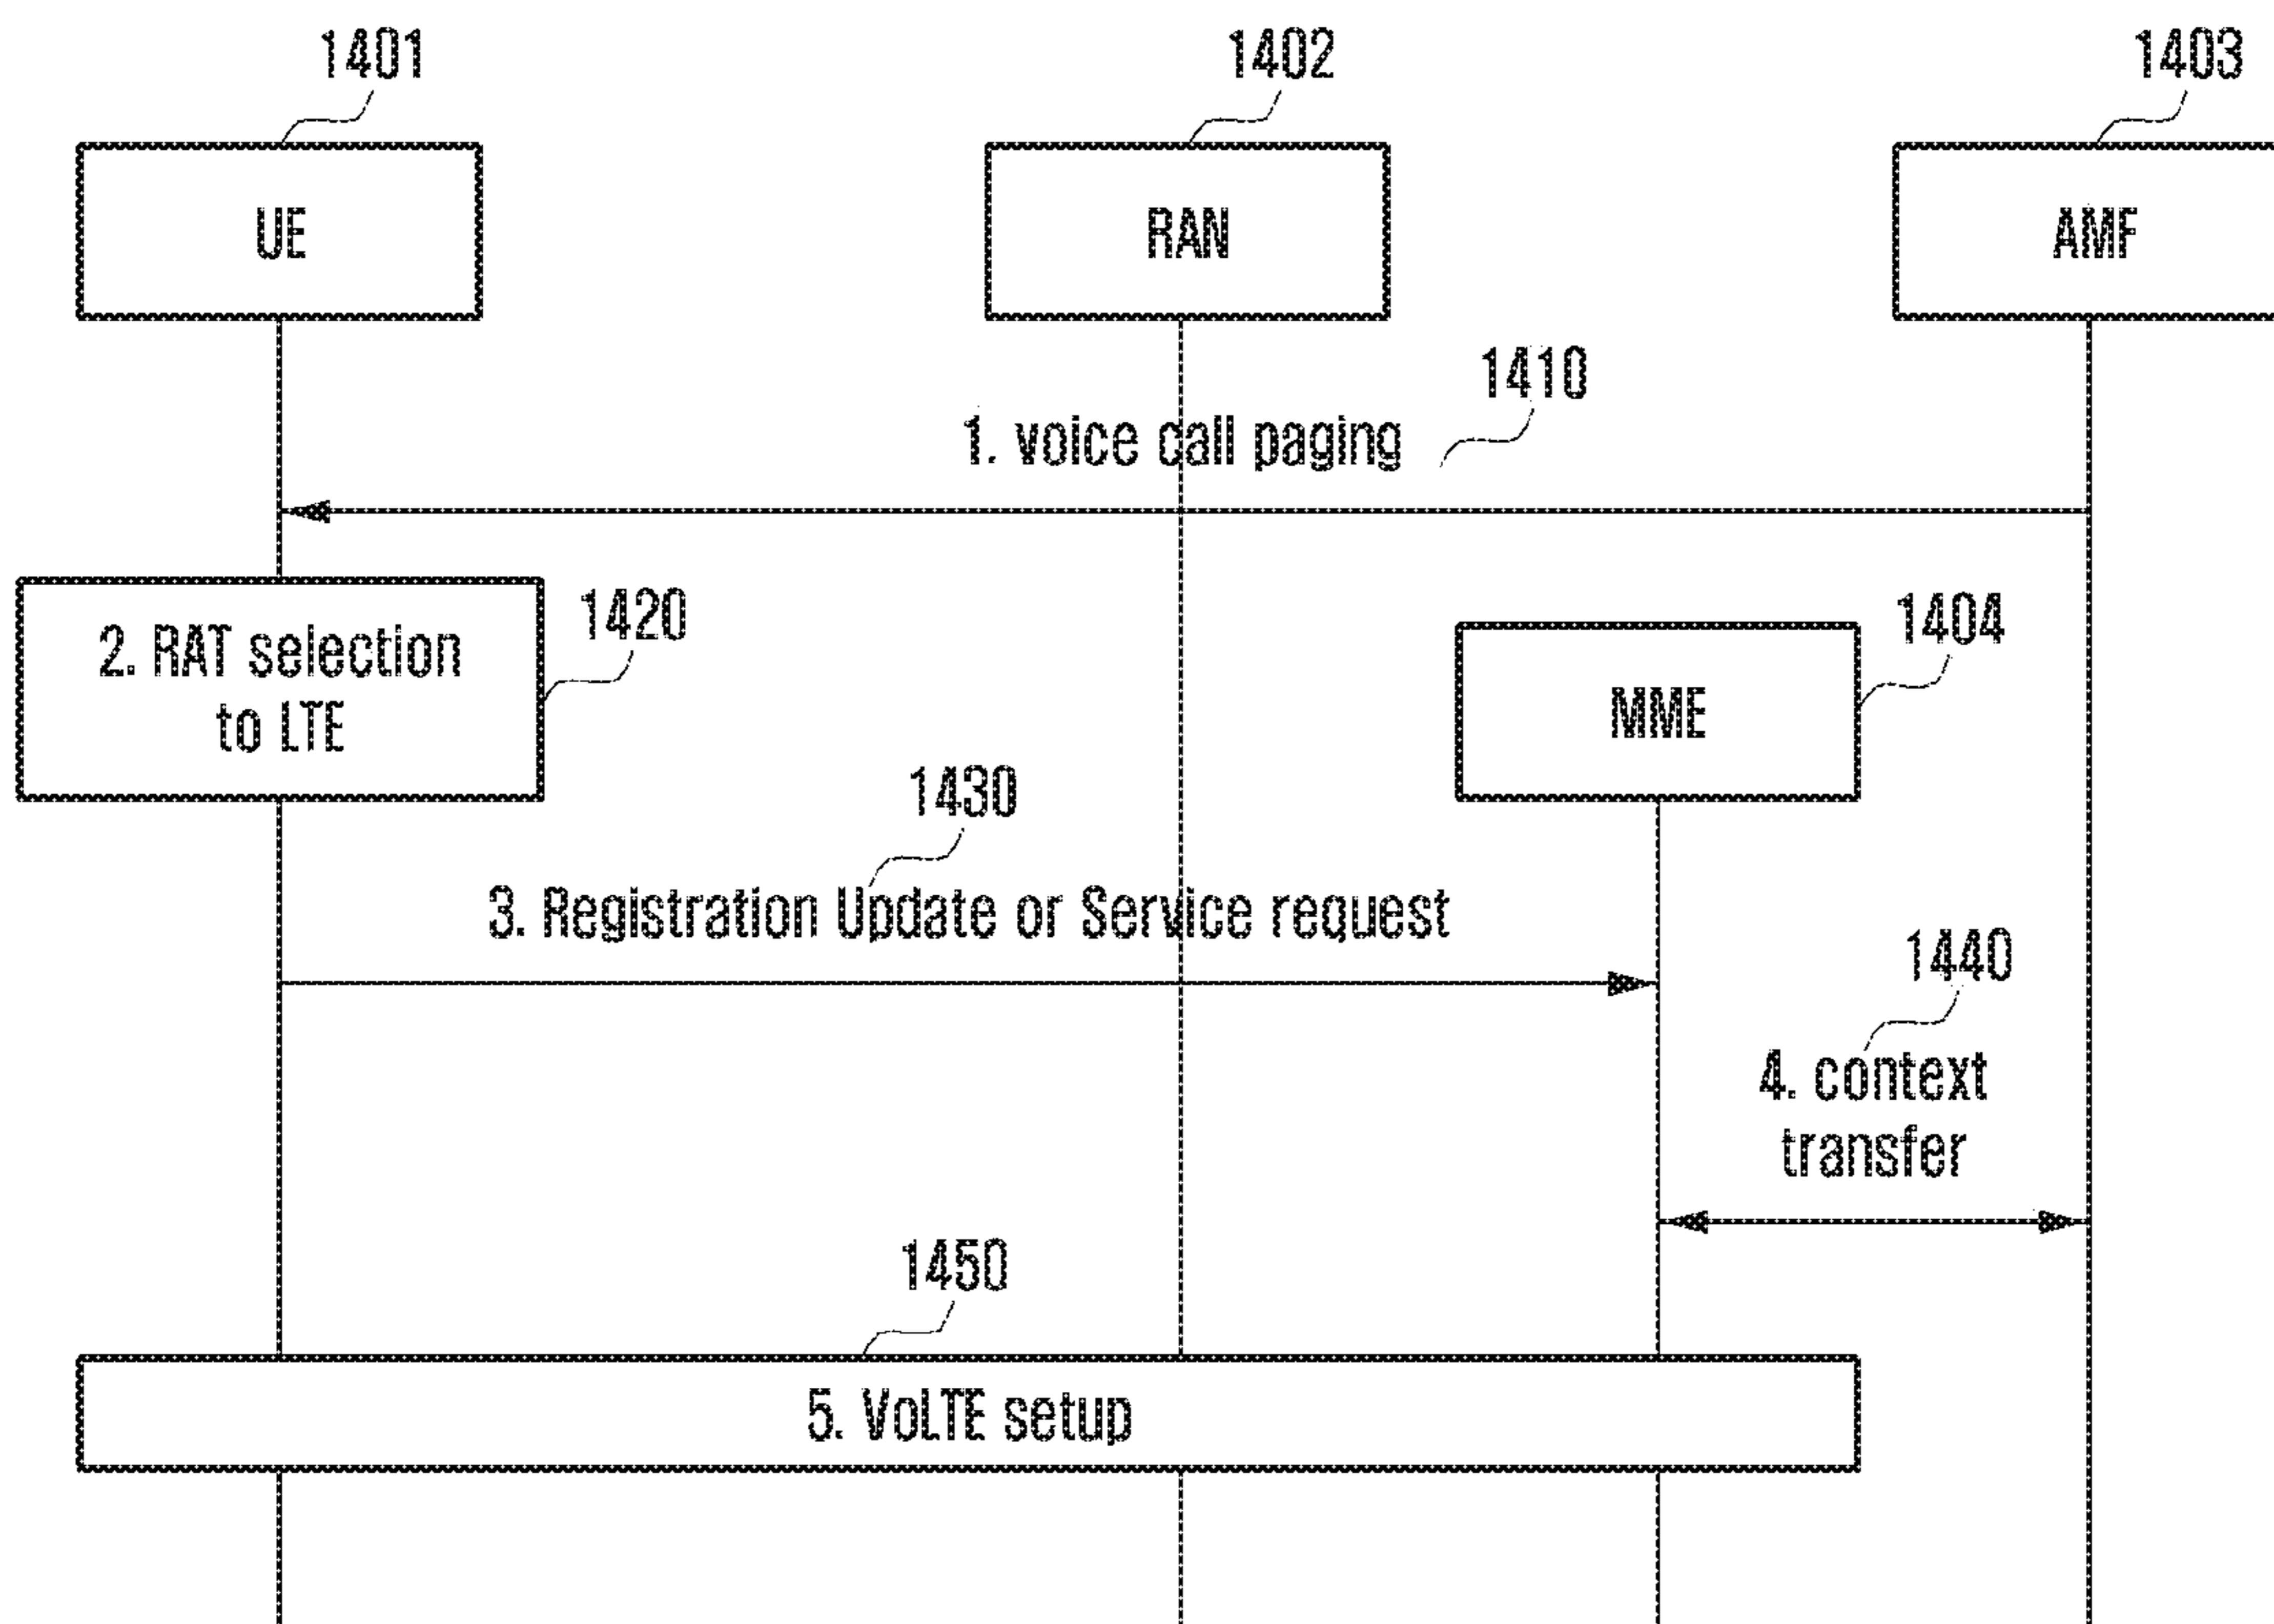 1401
1402
1403
UE
RAN
AMF
1410
1. voice call paging
1420
2. RAT selection
to LTE
1404
MME
1430
3. Registration Update or Service request
1440
4. context
transfer
1450
5. VoLTE setup